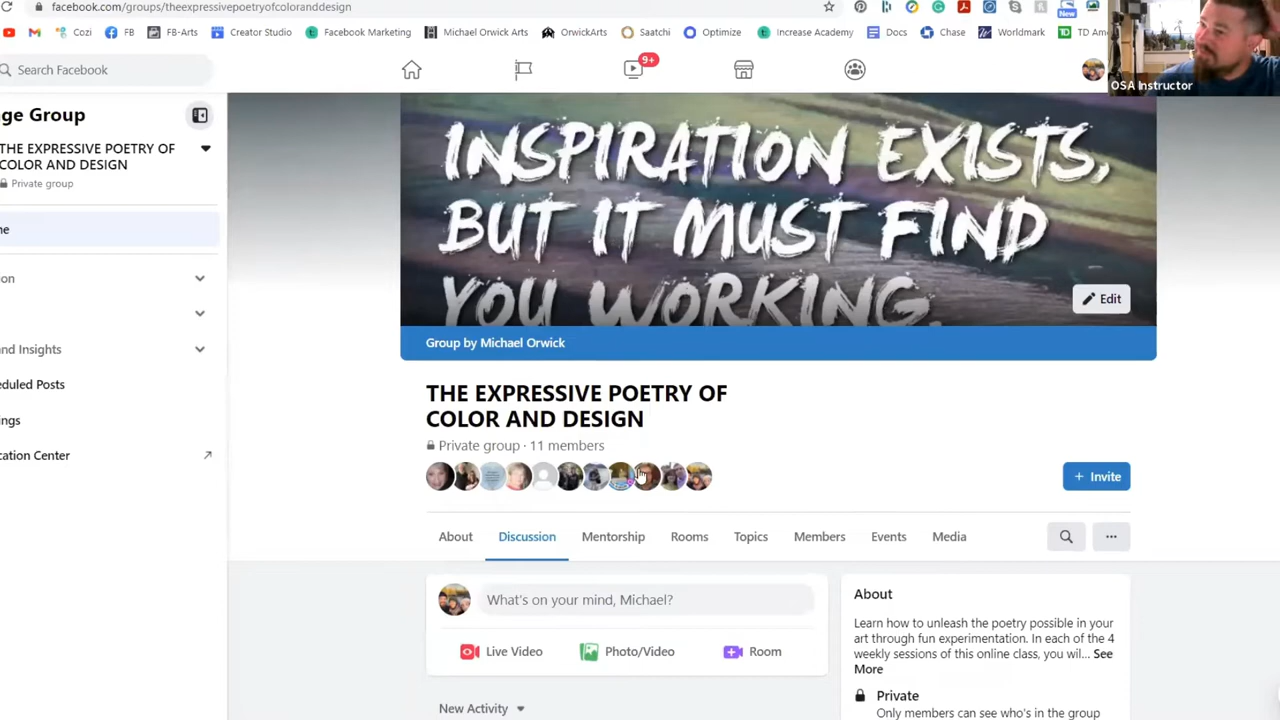 facebook.com/groups/theexpressivepoetryofcoloranddesign
Cozi FB FB-Arts Creator Studio Facebook Marketing Michael Orwick Arts OrwickArts Saatchi Optimize Increase Academy Docs Chase Worldmark TD Am
New
OSA Instructor
Search Facebook
9+
ge Group
THE EXPRESSIVE POETRY OF
COLOR AND DESIGN
Private group
me
ion
and Insights
eduled Posts
ings
cation Center
INSPIRATION EXISTS,
BUT IT MUST FIND
YOU WORKING.
Edit
Group by Michael Orwick
THE EXPRESSIVE POETRY OF
COLOR AND DESIGN
Private group · 11 members
+ Invite
About Discussion Mentorship Rooms Topics Members Events Media
What's on your mind, Michael?
Live Video Photo/Video Room
New Activity
About
Learn how to unleash the poetry possible in your
art through fun experimentation. In each of the 4
weekly sessions of this online class, you wil... See
More
Private
Only members can see who's in the group